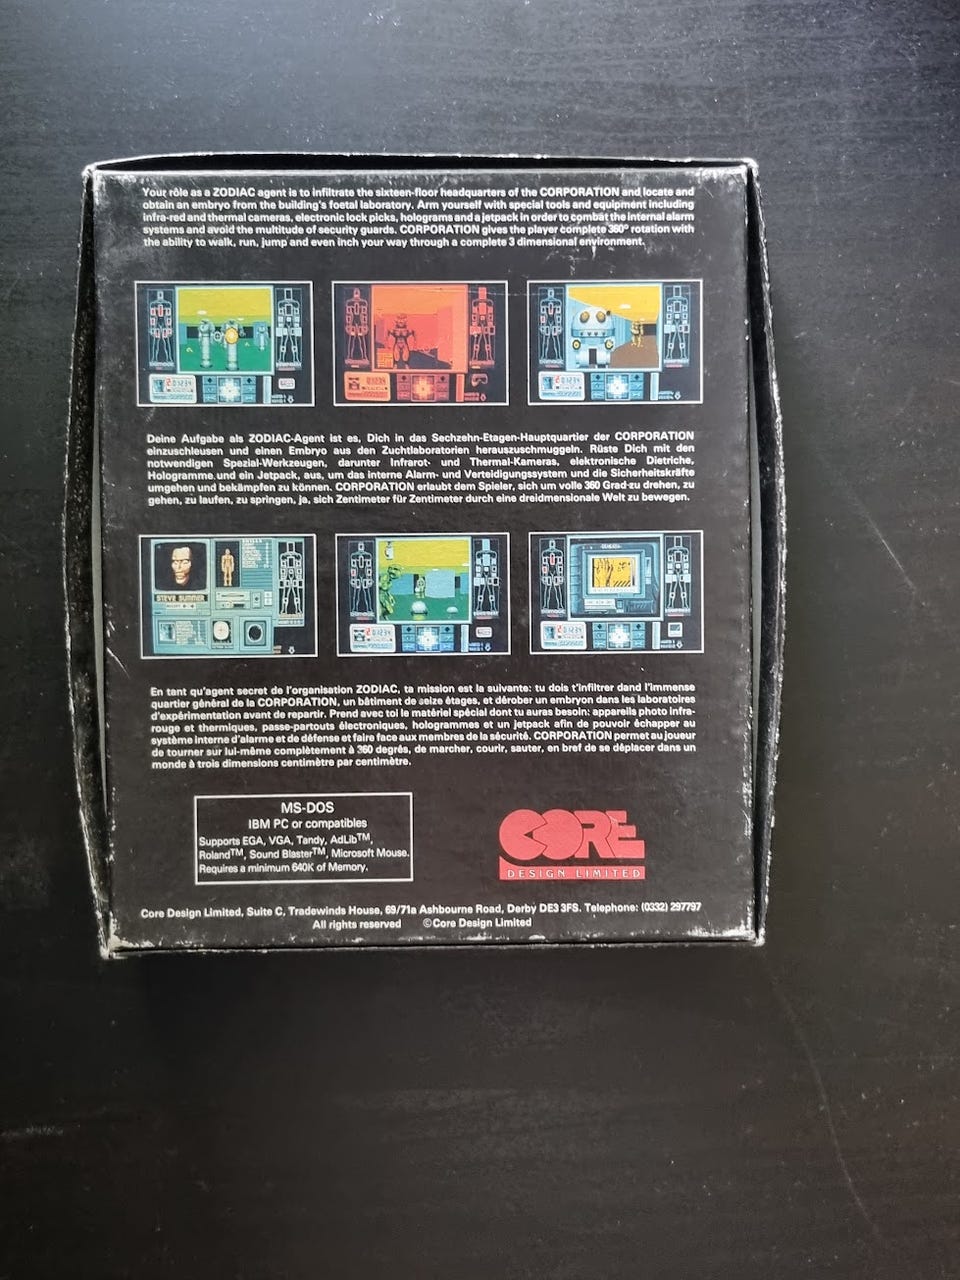 Your rôle as a ZODIAC agent is to infiltrate the sixteen-floor headquarters of the CORPORATION and locate and
obtain an embryo from the building's foetal laboratory. Arm yourself with special tools and equipment including
infra-red and thermal cameras, electronic lock picks, holograms and a jetpack in order to combat the internal alarm
systems and avoid the multitude of security guards. CORPORATION gives the player complete 360° rotation with
the ability to walk, run, jump and even inch your way through a complete 3 dimensional environment.
Deine Aufgabe als ZODIAC-Agent ist es, Dich in das Sechzehn-Etagen-Hauptquartier der CORPORATION
einzuschleusen und einen Embryo aus den Zuchtlaboratorien herauszuschmuggeln. Rüste Dich mit den
notwendigen Spezial-Werkzeugen, darunter Infrarot- und Thermal-Kameras, elektronische Dietriche,
Hologramme und ein Jetpack, aus, um das interne Alarm- und Verteidigungssystem und die Sicherheitskräfte
umgehen und bekämpfen zu können. CORPORATION erlaubt dem Spieler, sich um volle 360 Grad zu drehen, zu
gehen, zu laufen, zu springen, ja, sich Zentimeter für Zentimeter durch eine dreidmensionale Welt zu bewegen.
STEVE SUMMER
En tant qu'agent secret de l'organisation ZODIAC, ta mission est la suivante: tu dois t'infiltrer dand l'immense
quartier général de la CORPORATION, un bâtiment de seize étages, et dérober un embryon dans les laboratoires
d'expérimentation avant de repartir. Prend avec toi le matériel spécial dont tu auras besoin: appareils photo infra-
rouge et thermiques, passe-partouts électroniques, hologrammes et un jetpack afin de pouvoir échapper au
système interne d'alarme et de défense et faire face aux membres de la sécurité. CORPORATION permet au joueur
de tourner sur lui-même complètement à 360 degrés, de marcher, courir, sauter, en bref de se déplacer dans un
monde à trois dimensions centimètre par centimètre.
MS-DOS
IBM PC or compatibles
Supports EGA, VGA, Tandy, AdLib™,
Roland™, Sound Blaster™, Microsoft Mouse.
Requires a minimum 640K of Memory.
CORE
DESIGN LIMITED
Core Design Limited, Suite C, Tradewinds House, 69/71a Ashbourne Road, Derby DE3 3FS. Telephone: (0332) 297797
All rights reserved ©Core Design Limited